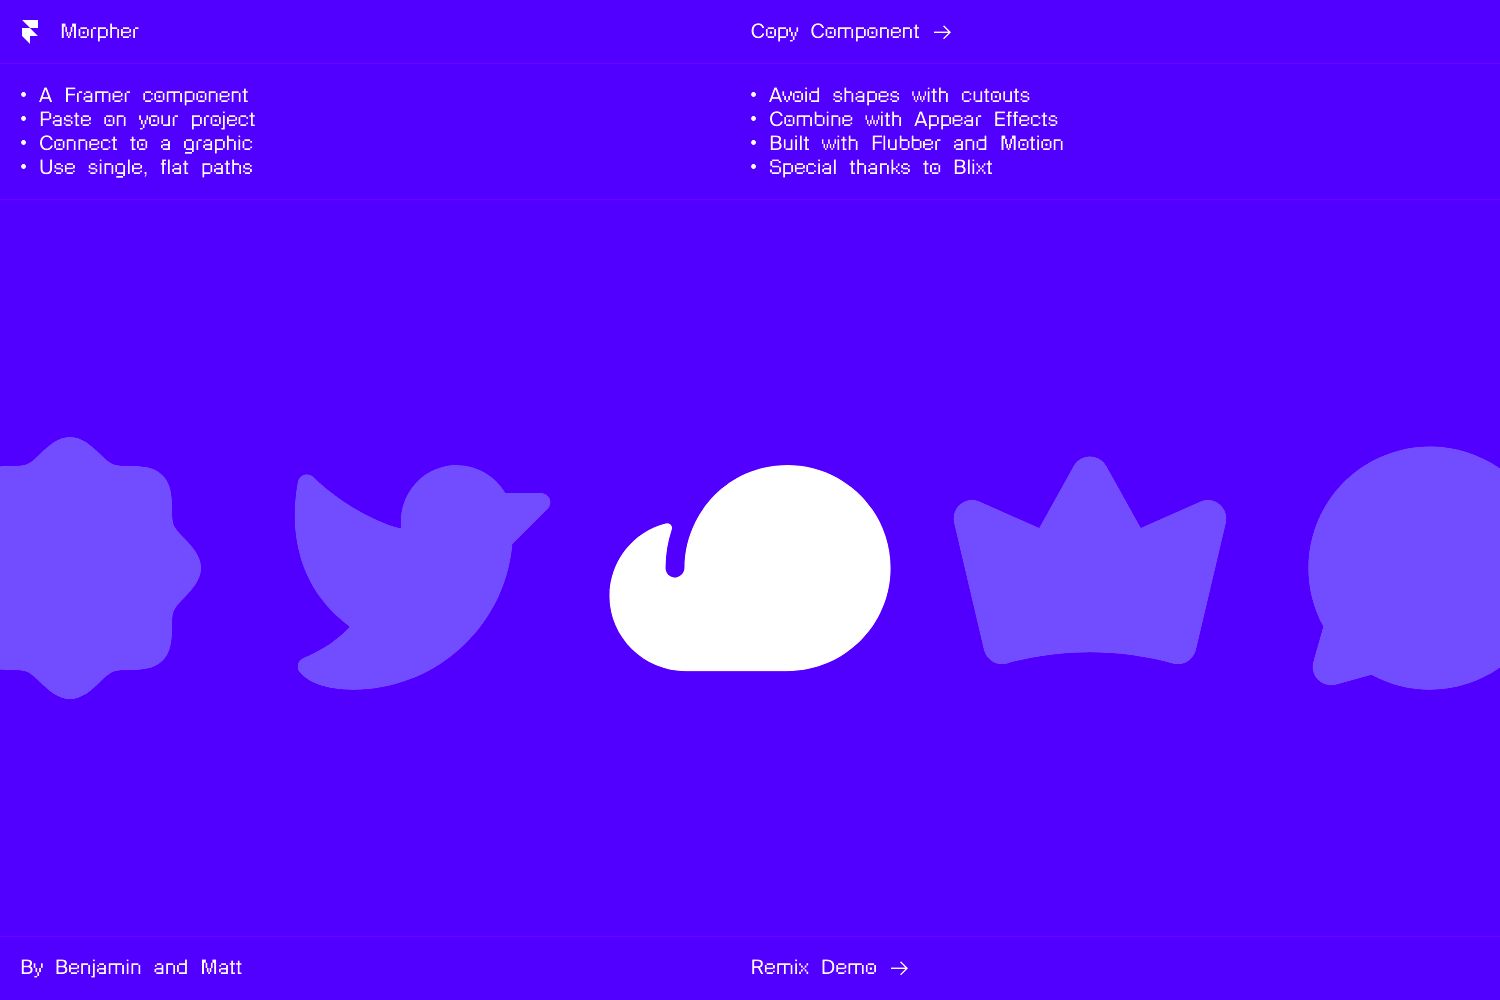 Morpher
Copy Component →
• A Framer component
• Paste on your project
• Connect to a graphic
• Use single, flat paths
• Avoid shapes with cutouts
• Combine with Appear Effects
• Built with Flubber and Motion
• Special thanks to Blixt
By Benjamin and Matt
Remix Demo →